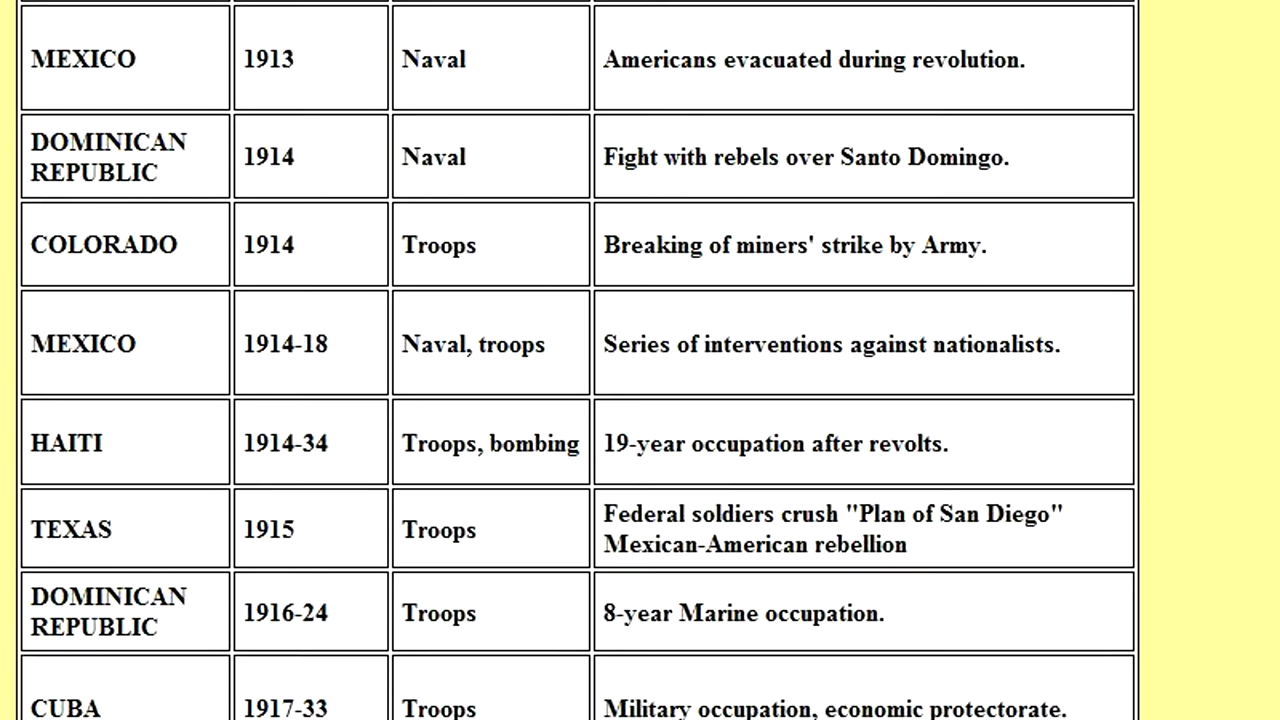 MEXICO 1913 Naval Americans evacuated during revolution.
DOMINICAN
REPUBLIC 1914 Naval Fight with rebels over Santo Domingo.
COLORADO 1914 Troops Breaking of miners' strike by Army.
MEXICO 1914-18 Naval, troops Series of interventions against nationalists.
HAITI 1914-34 Troops, bombing 19-year occupation after revolts.
TEXAS 1915 Troops Federal soldiers crush "Plan of San Diego"
Mexican-American rebellion
DOMINICAN
REPUBLIC 1916-24 Troops 8-year Marine occupation.
CUBA 1917-33 Troops Military occupation, economic protectorate.